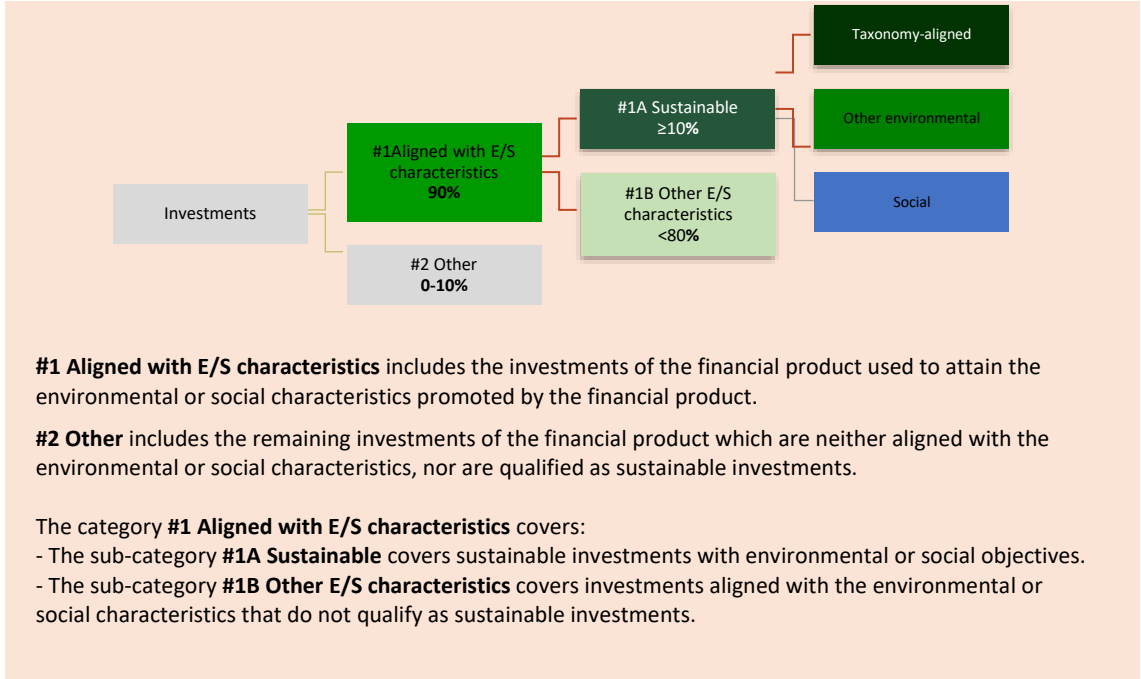 Taxonomy-aligned
#1A Sustainable
≥10%
Other environmental
#1Aligned with E/S
characteristics
90%
#1B Other E/S
characteristics
<80%
Investments
Social
#2 Other
0-10%
#1 Aligned with E/S characteristics includes the investments of the financial product used to attain the
environmental or social characteristics promoted by the financial product.
#2 Other includes the remaining investments of the financial product which are neither aligned with the
environmental or social characteristics, nor are qualified as sustainable investments.
The category #1 Aligned with E/S characteristics covers:
- The sub-category #1A Sustainable covers sustainable investments with environmental or social objectives.
- The sub-category #1B Other E/S characteristics covers investments aligned with the environmental or
social characteristics that do not qualify as sustainable investments.